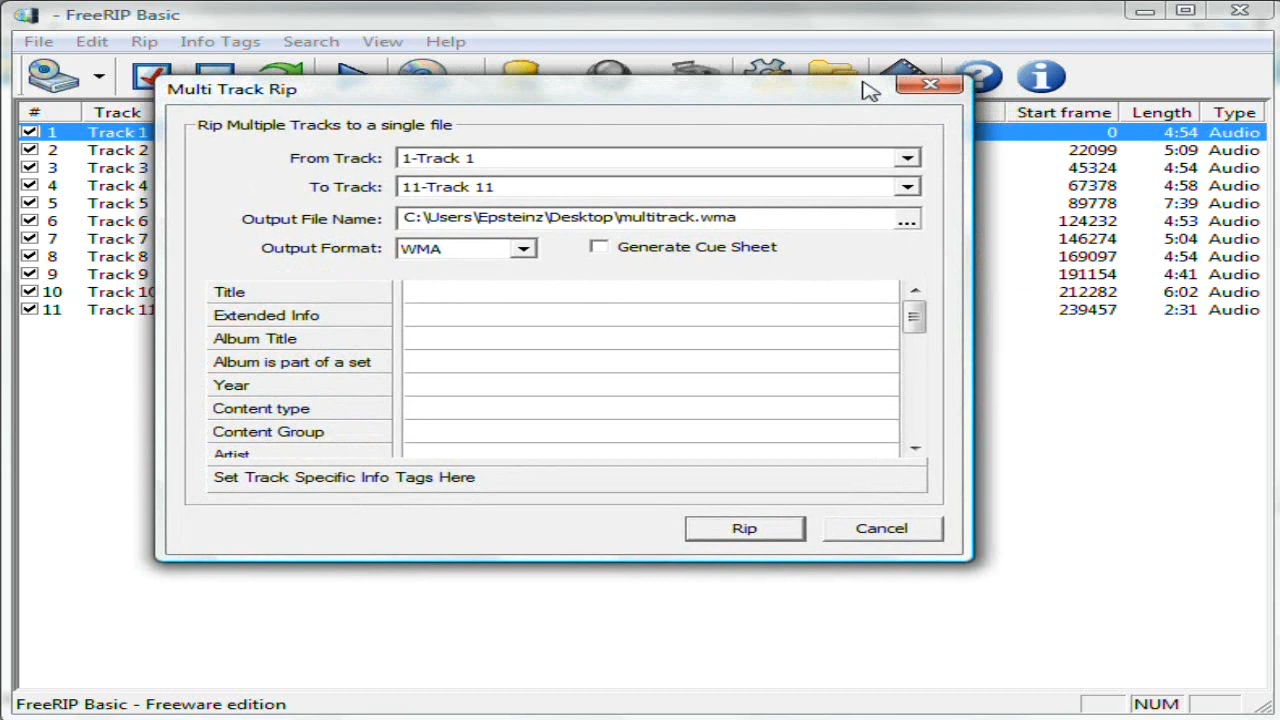 - FreeRIP Basic
File Edit Rip Info Tags Search View Help
Multi Track Rip
# Track Start frame Length Type
1 Track 1 0 4:54 Audio
2 Track 2 22099 5:09 Audio
3 Track 3 45324 4:54 Audio
4 Track 4 67378 4:58 Audio
5 Track 5 89778 7:39 Audio
6 Track 6 124232 4:53 Audio
7 Track 7 146274 5:04 Audio
8 Track 8 169097 4:54 Audio
9 Track 9 191154 4:41 Audio
10 Track 10 212282 6:02 Audio
11 Track 11 239457 2:31 Audio
Rip Multiple Tracks to a single file
From Track: 1-Track 1
To Track: 11-Track 11
Output File Name: C:\Users\Epsteinz\Desktop\multitrack.wma ...
Output Format: WMA Generate Cue Sheet
Title
Extended Info
Album Title
Album is part of a set
Year
Content type
Content Group
Artist
Set Track Specific Info Tags Here
Rip Cancel
FreeRIP Basic - Freeware edition NUM